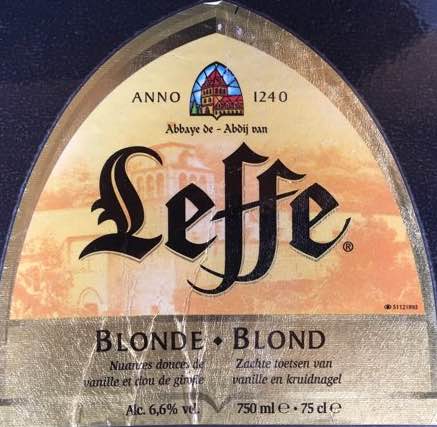 ANNO 1240
Abbaye de - Abdij van
Leffe®
51121893
BLONDE • BLOND
Nuances douces de Zachte toetsen van
vanille et clou de girofle vanille en kruidnagel
Alc. 6,6% vol. 750 ml ℮ • 75 cl ℮